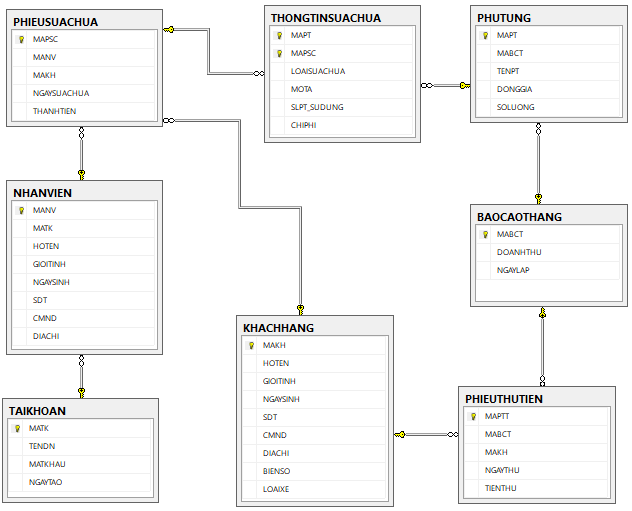 PHIEUSUACHUA
MAPSC
MANV
MAKH
NGAYSUACHUA
THANHTIEN
THONGTINSUACHUA
MAPT
MAPSC
LOAISUACHUA
MOTA
SLPT_SUDUNG
CHIPHI
PHUTUNG
MAPT
MABCT
TENPT
DONGGIA
SOLUONG
NHANVIEN
MANV
MATK
HOTEN
GIOITINH
NGAYSINH
SDT
CMND
DIACHI
BAOCAOTHANG
MABCT
DOANHTHU
NGAYLAP
KHACHHANG
MAKH
HOTEN
GIOITINH
NGAYSINH
SDT
CMND
DIACHI
BIENSO
LOAIXE
TAIKHOAN
MATK
TENDN
MATKHAU
NGAYTAO
PHIEUTHUTIEN
MAPTT
MABCT
MAKH
NGAYTHU
TIENTHU